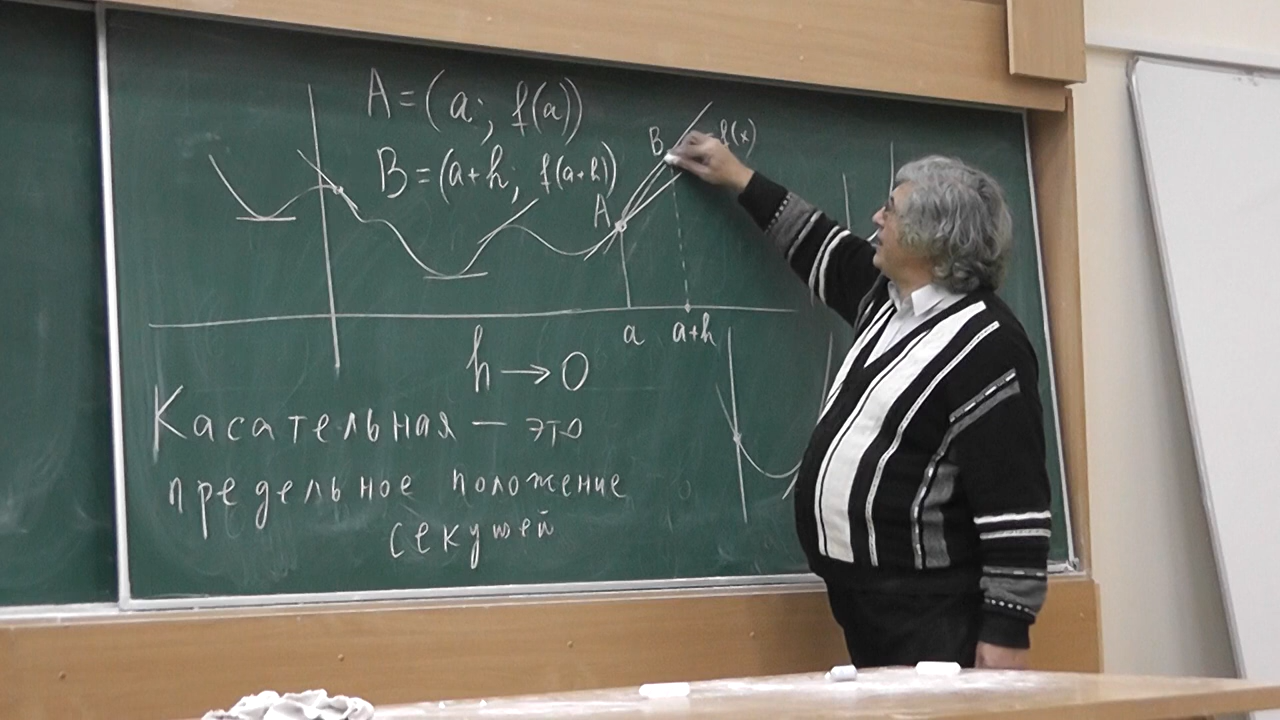 A = (a; f(a))
B = (a+h; f(a+h))
B
f(x)
A
a
a+h
h → 0
Касательная — это
предельное положение
секущей